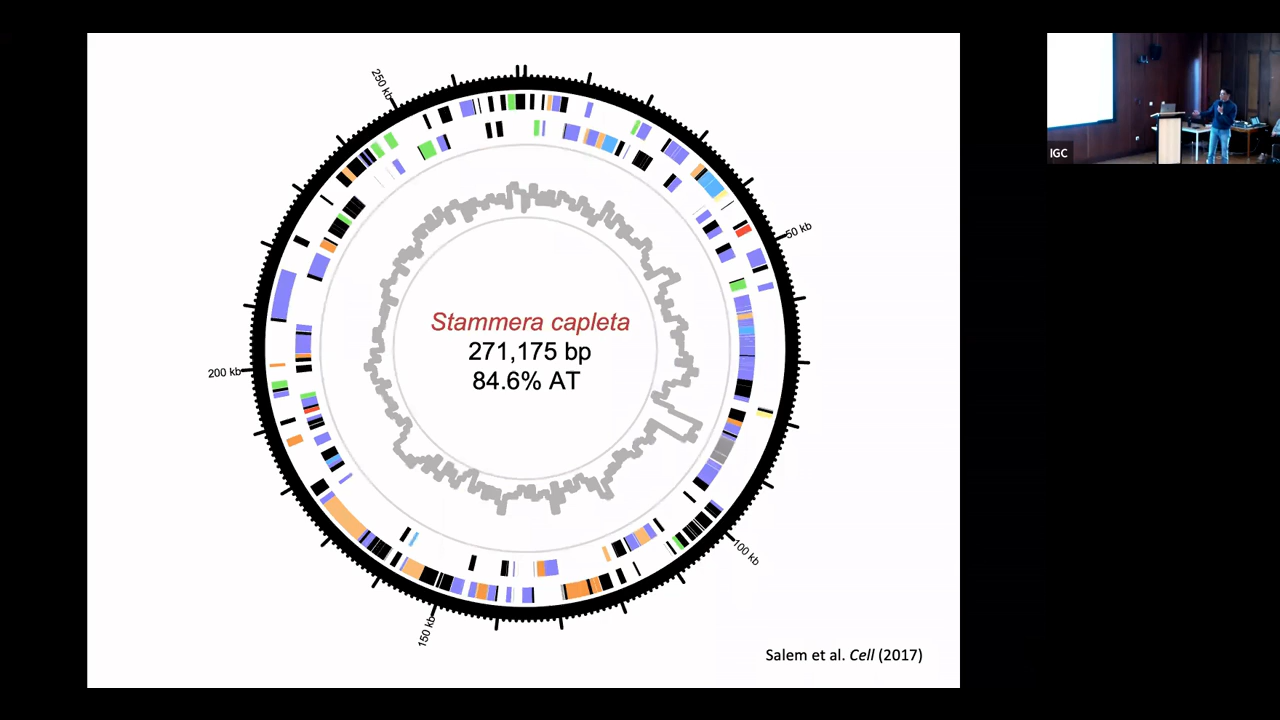 250 kb
50 kb
Stammera capleta
271,175 bp
84.6% AT
200 kb
100 kb
150 kb
Salem et al. Cell (2017)
IGC